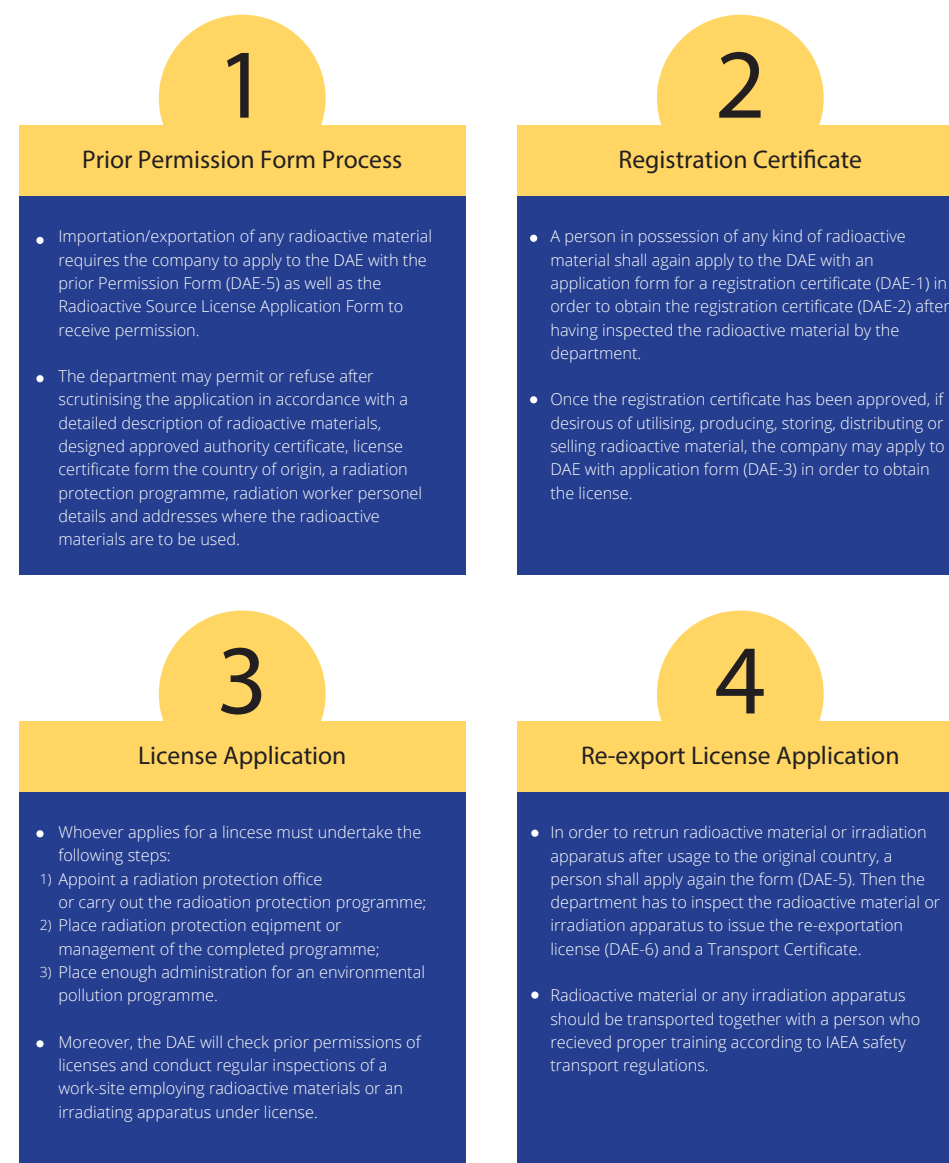 1
Prior Permission Form Process
• Importation/exportation of any radioactive material
requires the company to apply to the DAE with the
prior Permission Form (DAE-5) as well as the
Radioactive Source License Application Form to
receive permission.
• The department may permit or refuse after
scrutinising the application in accordance with a
detailed description of radioactive materials,
designed approved authority certificate, license
certificate form the country of origin, a radiation
protection programme, radiation worker personel
details and addresses where the radioactive
materials are to be used.
2
Registration Certificate
• A person in possession of any kind of radioactive
material shall again apply to the DAE with an
application form for a registration certificate (DAE-1) in
order to obtain the registration certificate (DAE-2) after
having inspected the radioactive material by the
department.
• Once the registration certificate has been approved, if
desirous of utilising, producing, storing, distributing or
selling radioactive material, the company may apply to
DAE with application form (DAE-3) in order to obtain
the license.
3
License Application
• Whoever applies for a lincese must undertake the
following steps:
1) Appoint a radiation protection office
or carry out the radioation protection programme;
2) Place radiation protection eqipment or
management of the completed programme;
3) Place enough administration for an environmental
pollution programme.
• Moreover, the DAE will check prior permissions of
licenses and conduct regular inspections of a
work-site employing radioactive materials or an
irradiating apparatus under license.
4
Re-export License Application
• In order to retrun radioactive material or irradiation
apparatus after usage to the original country, a
person shall apply again the form (DAE-5). Then the
department has to inspect the radioactive material or
irradiation apparatus to issue the re-exportation
license (DAE-6) and a Transport Certificate.
• Radioactive material or any irradiation apparatus
should be transported together with a person who
recieved proper training according to IAEA safety
transport regulations.